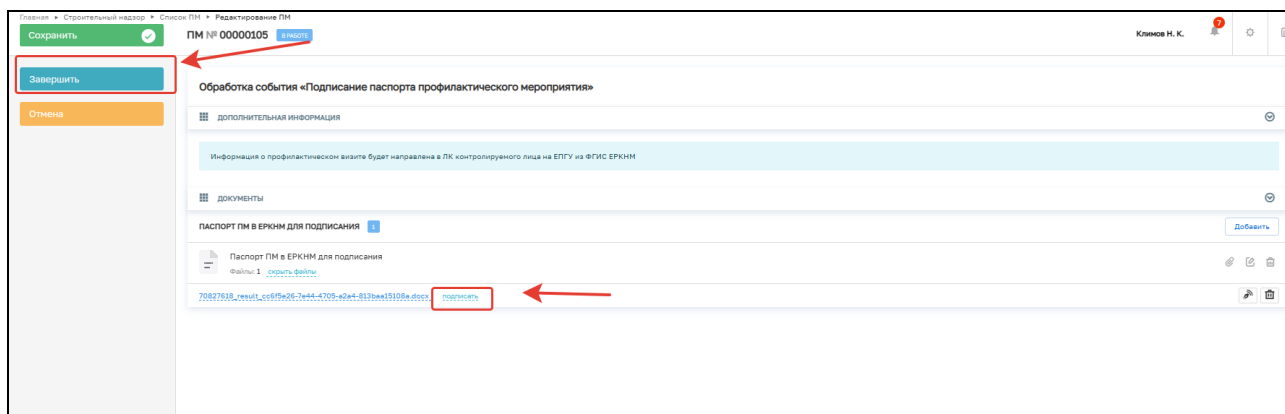 Главная ▸ Строительный надзор ▸ Список ПМ ▸ Редактирование ПМ
Сохранить
ПМ № 00000105 В РАБОТЕ
Климов Н. К.
7
Завершить
Отмена
Обработка события «Подписание паспорта профилактического мероприятия»
ДОПОЛНИТЕЛЬНАЯ ИНФОРМАЦИЯ
Информация о профилактическом визите будет направлена в ЛК контролируемого лица на ЕПГУ из ФГИС ЕРКНМ
ДОКУМЕНТЫ
ПАСПОРТ ПМ В ЕРКНМ ДЛЯ ПОДПИСАНИЯ 1
Добавить
Паспорт ПМ в ЕРКНМ для подписания
Файлы: 1 скрыть файлы
70827618_result_cc6f5e26-7e44-4705-a2a4-813baa15108e.docx подписать